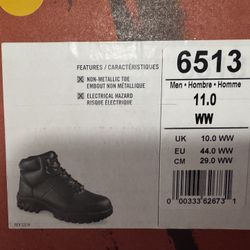 6513
FEATURES / CARACTÉRISTIQUES
Men • Hombre • Homme
NON-METALLIC TOE
EMBOUT NON MÉTALLIQUE
11.0
ELECTRICAL HAZARD
RISQUE ÉLECTRIQUE
WW
UK 10.0 WW
EU 44.0 WW
CM 29.0 WW
0 00333 62673 1